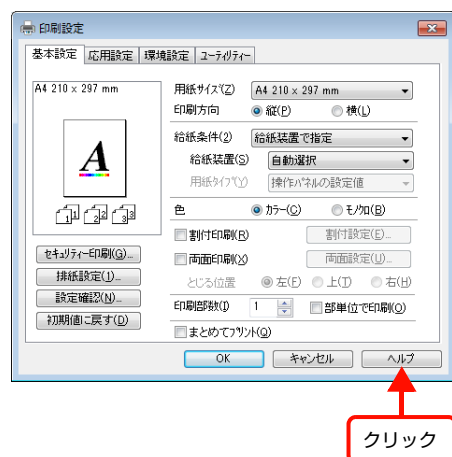 印刷設定
基本設定 応用設定 環境設定 ユーティリティー
A4 210 x 297 mm
A
1 1 2 2 3 3
セキュリティー印刷(G)...
排紙設定(1)...
設定確認(N)...
初期値に戻す(D)
用紙サイズ(Z) A4 210 x 297 mm
印刷方向 縦(P) 横(L)
給紙条件(2) 給紙装置で指定
給紙装置(S) 自動選択
用紙タイプ(Y) 操作パネルの設定値
色 カラー(C) モノクロ(B)
割付印刷(R) 割付設定(E)...
両面印刷(X) 両面設定(U)...
とじる位置 左(F) 上(T) 右(H)
印刷部数(I) 1 部単位で印刷(O)
まとめてプリント(Q)
OK キャンセル ヘルプ
クリック